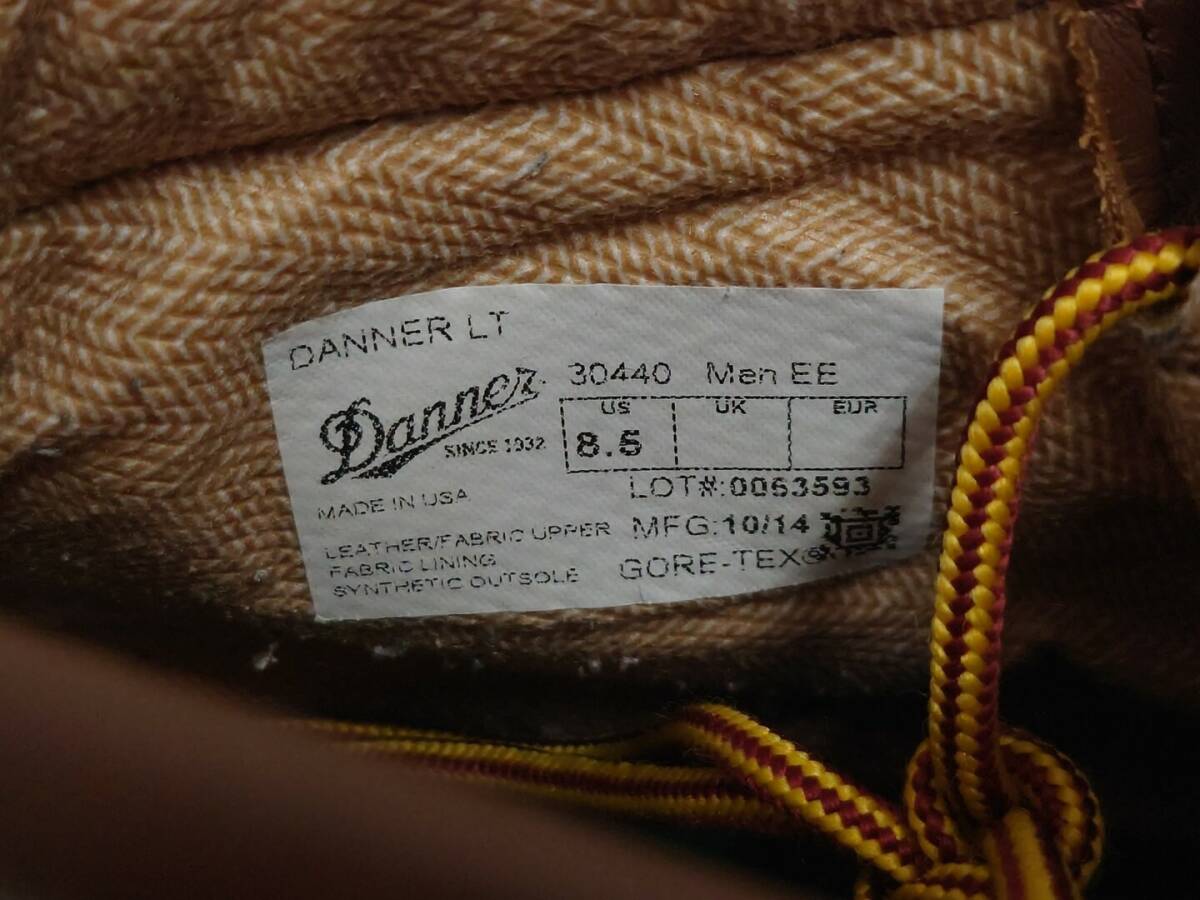 DANNER LT
Danner
SINCE 1932
MADE IN USA
LEATHER/FABRIC UPPER
FABRIC LINING
SYNTHETIC OUTSOLE
30440 Men EE
US UK EUR
8.5
LOT#:0063593
MFG:10/14
GORE-TEX®